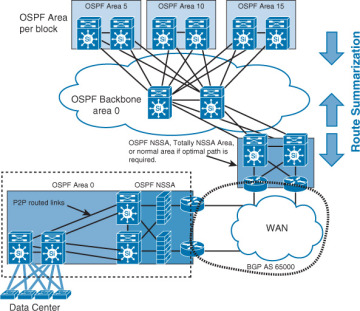 OSPF Area
per block
OSPF Area 5
OSPF Area 10
OSPF Area 15
OSPF Backbone
area 0
Route Summarization
OSPF NSSA, Totally NSSA Area,
or normal area if optimal path is
required.
OSPF Area 0
OSPF NSSA
P2P routed links
WAN
BGP AS 65000
Data Center